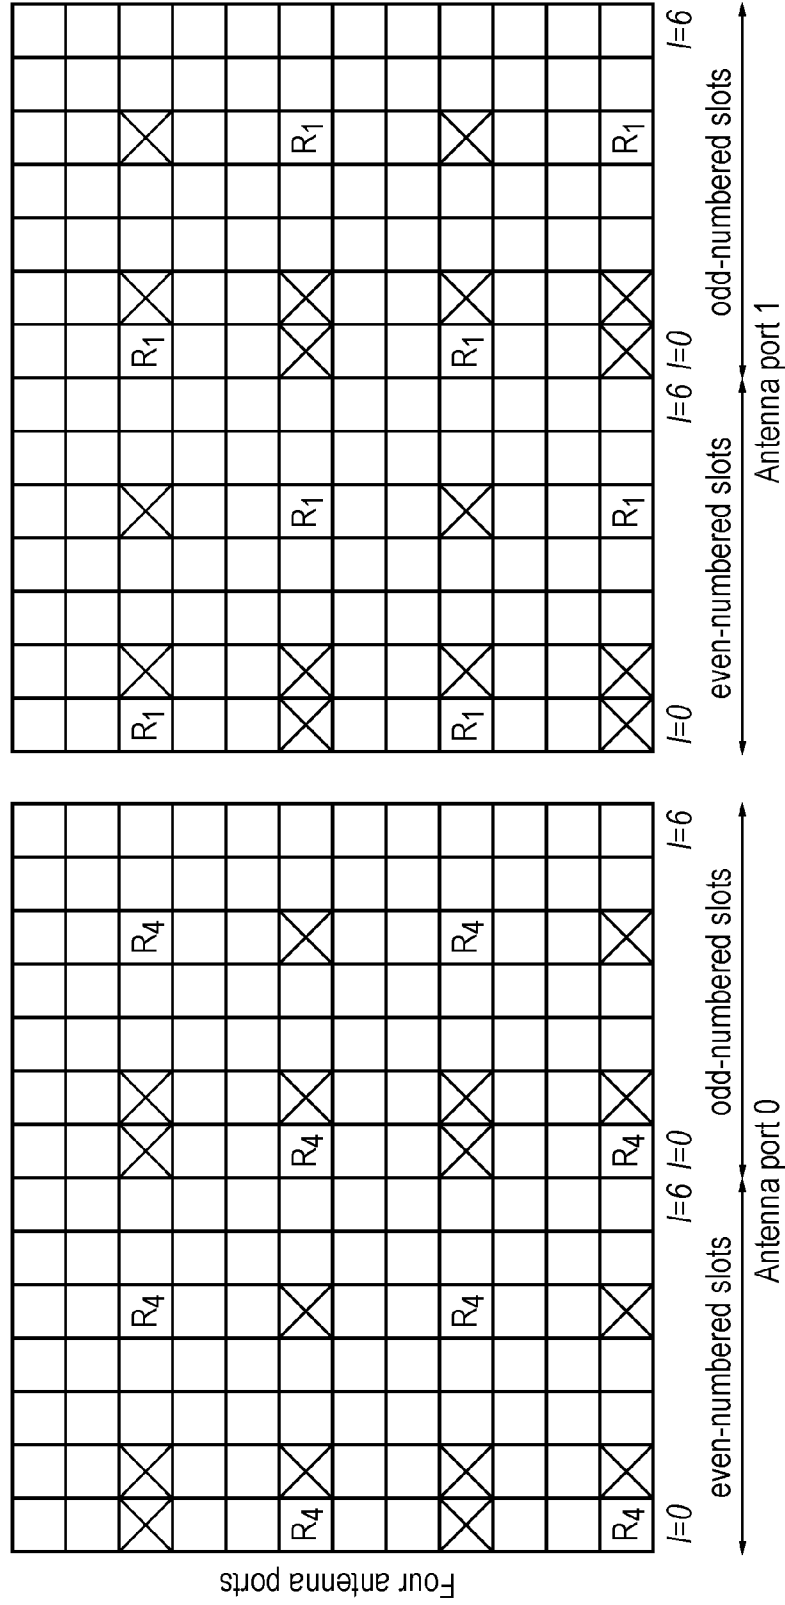 Four antenna ports
R4 R4 R1 R1
R4 R4 R1 R1
R4 R4 R1 R1
R4 R4 R1 R1
l=0 l=6 l=0 l=6 l=0 l=6 l=0 l=6
even-numbered slots odd-numbered slots even-numbered slots odd-numbered slots
Antenna port 0 Antenna port 1